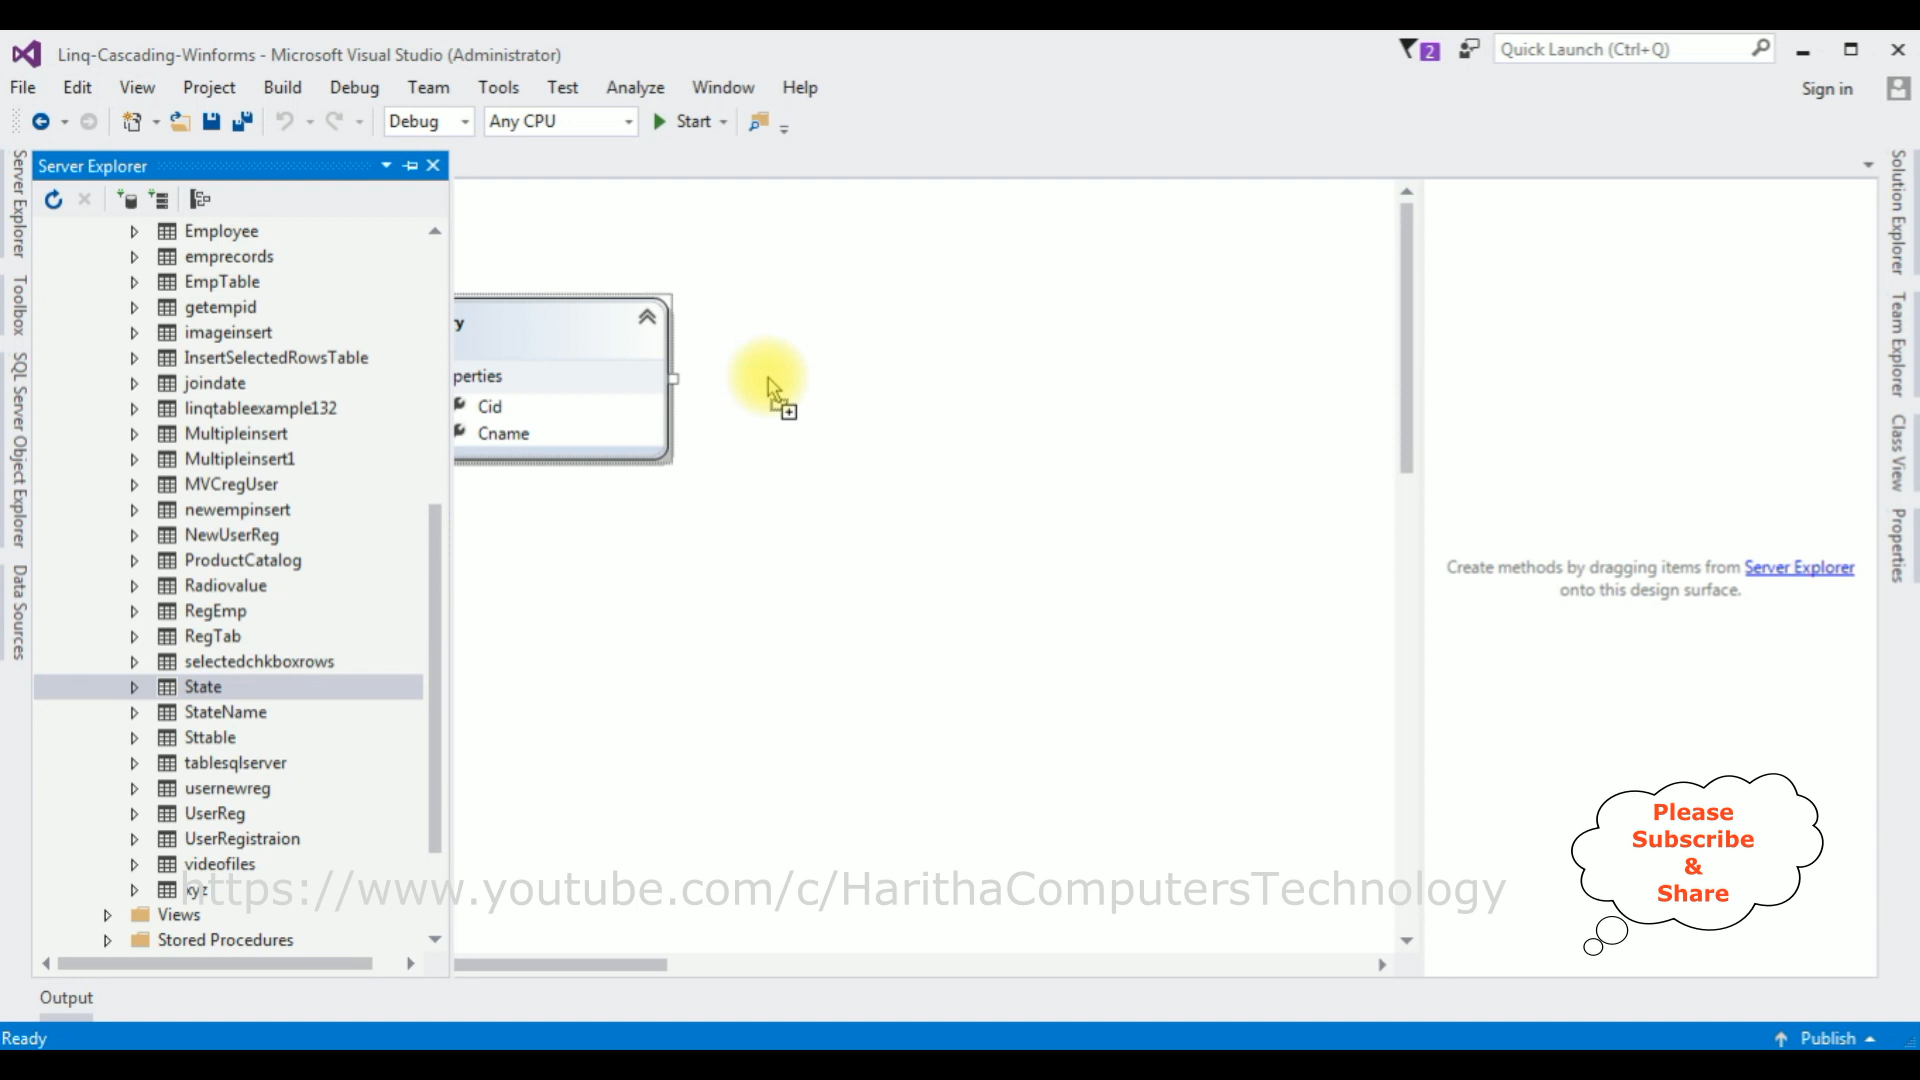 Linq-Cascading-Winforms - Microsoft Visual Studio (Administrator)
2
Quick Launch (Ctrl+Q)
File Edit View Project Build Debug Team Tools Test Analyze Window Help
Sign in
Debug
Any CPU
Start
Server Explorer
Toolbox
SQL Server Object Explorer
Data Sources
Server Explorer
Employee
emprecords
EmpTable
getempid
imageinsert
InsertSelectedRowsTable
joindate
linqtableexample132
Multipleinsert
Multipleinsert1
MVCregUser
newempinsert
NewUserReg
ProductCatalog
Radiovalue
RegEmp
RegTab
selectedchkboxrows
State
StateName
Sttable
tablesqlserver
usernewreg
UserReg
UserRegistraion
videofiles
xyz
Views
Stored Procedures
y
perties
Cid
Cname
Create methods by dragging items from Server Explorer
onto this design surface.
Solution Explorer
Team Explorer
Class View
Properties
Please
Subscribe
&
Share
https://www.youtube.com/c/HarithaComputersTechnology
Output
Ready
Publish